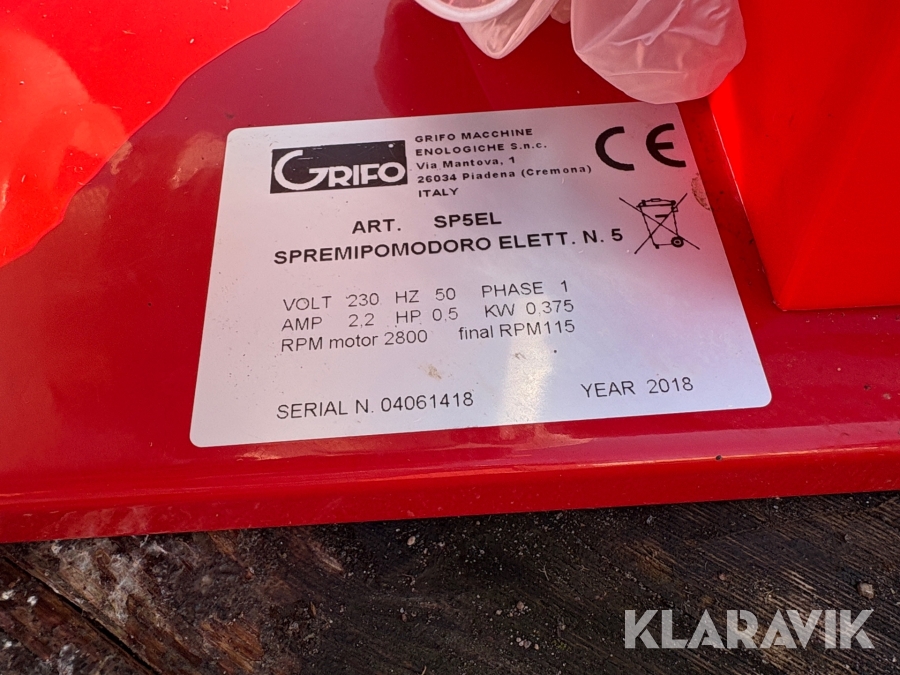 GRIFO
GRIFO MACCHINE
ENOLOGICHE S.n.c.
Via Mantova, 1
26034 Piadena (Cremona)
ITALY
CE
ART. SP5EL
SPREMIPOMODORO ELETT. N. 5
VOLT 230 HZ 50 PHASE 1
AMP 2,2 HP 0,5 KW 0,375
RPM motor 2800 final RPM115
SERIAL N. 04061418 YEAR 2018
KLARAVIK